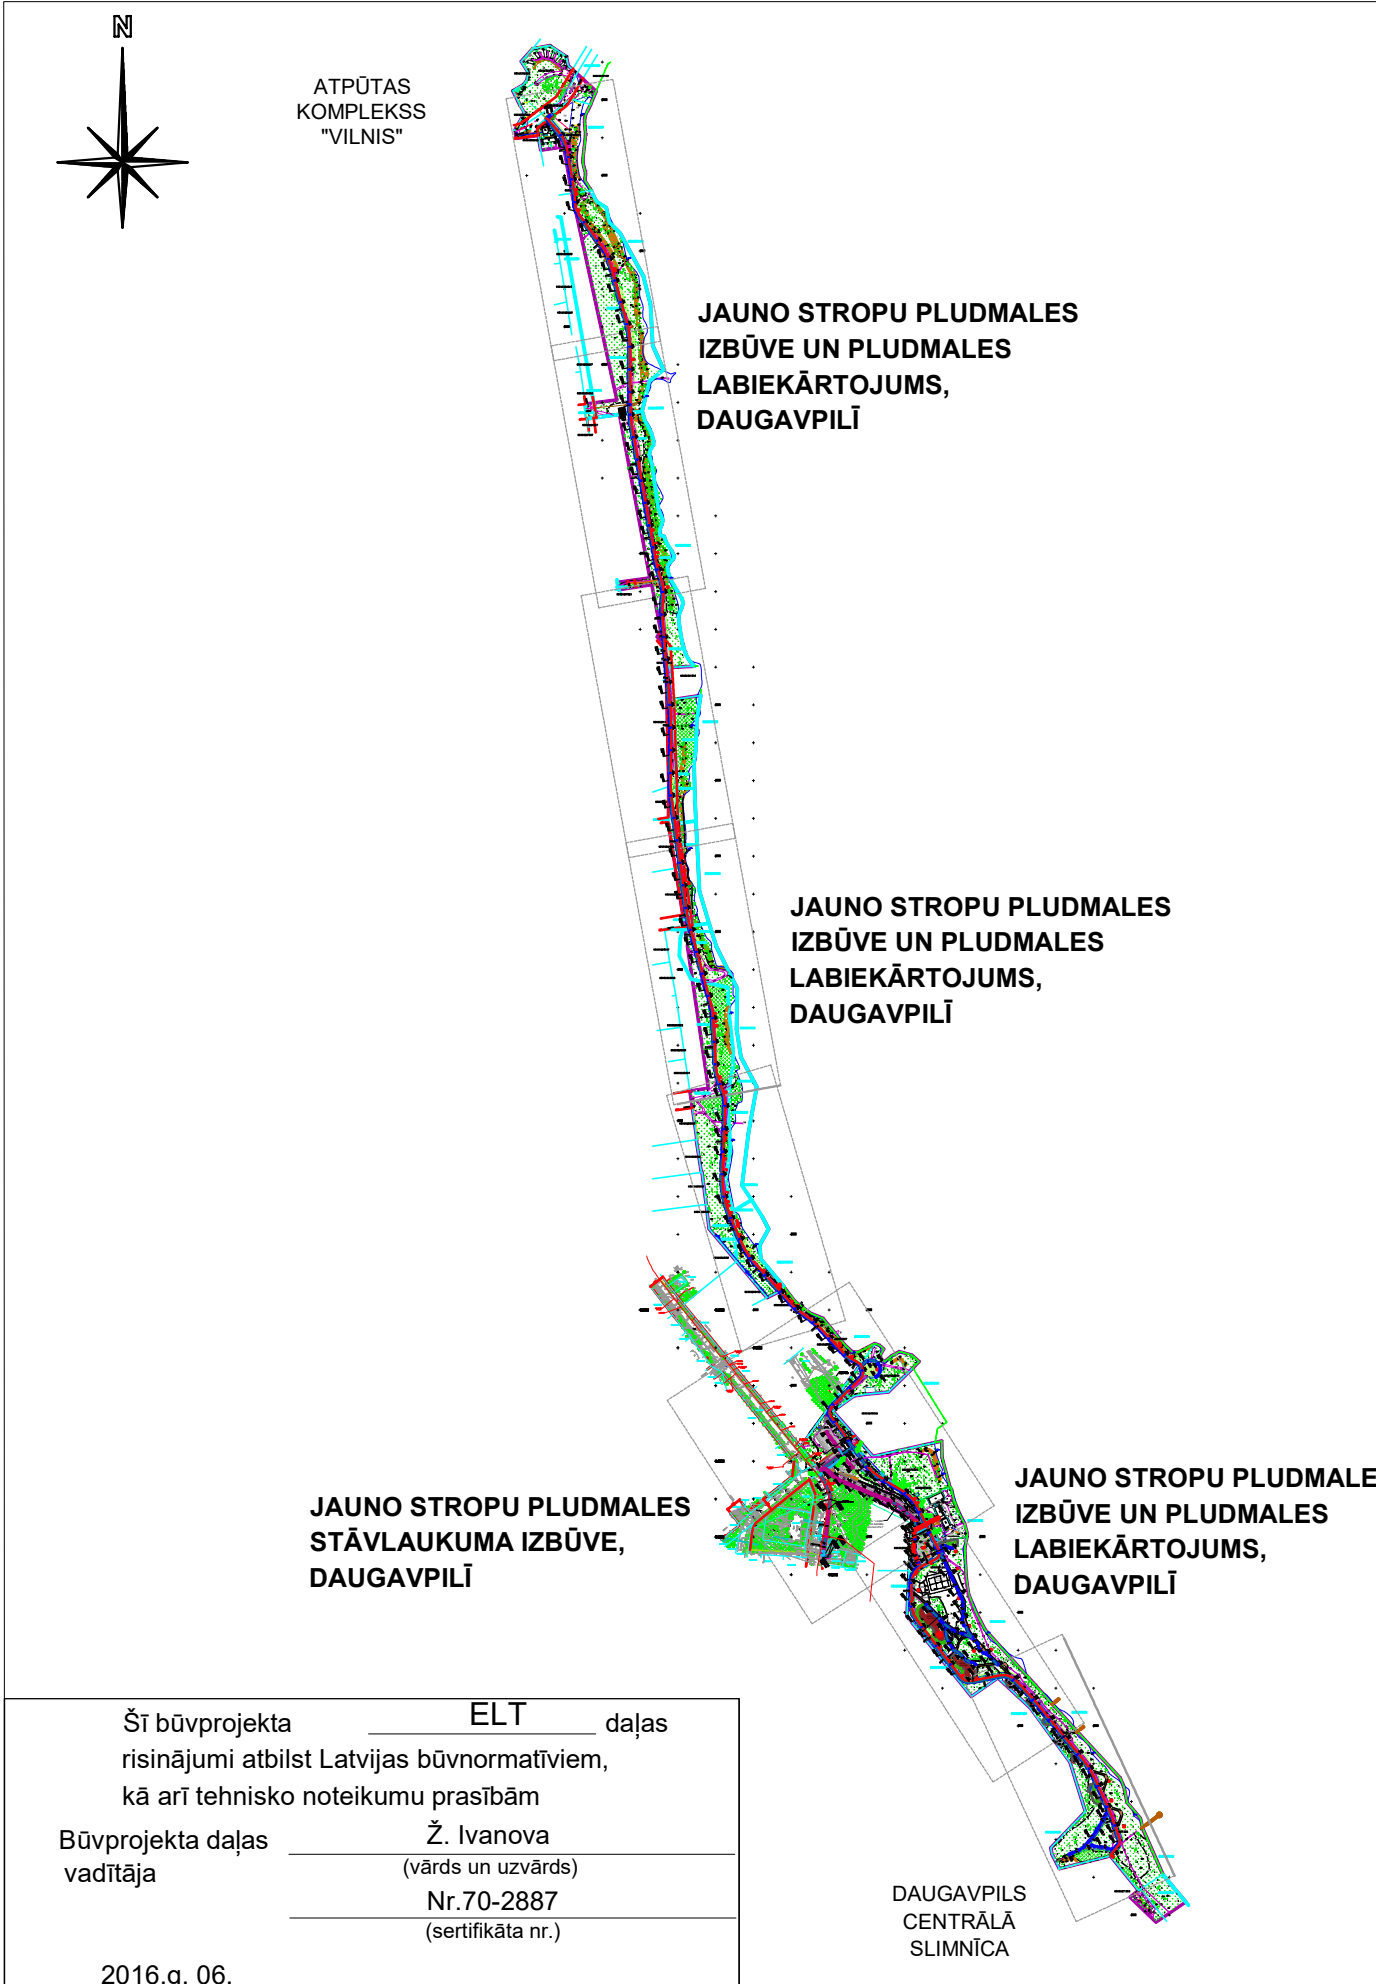 N
ATPŪTAS
KOMPLEKSS
"VILNIS"
JAUNO STROPU PLUDMALES
IZBŪVE UN PLUDMALES
LABIEKĀRTOJUMS,
DAUGAVPILĪ
JAUNO STROPU PLUDMALES
IZBŪVE UN PLUDMALES
LABIEKĀRTOJUMS,
DAUGAVPILĪ
JAUNO STROPU PLUDMALES
STĀVLAUKUMA IZBŪVE,
DAUGAVPILĪ
JAUNO STROPU PLUDMALE
IZBŪVE UN PLUDMALES
LABIEKĀRTOJUMS,
DAUGAVPILĪ
Šī būvprojekta ELT daļas
risinājumi atbilst Latvijas būvnormatīviem,
kā arī tehnisko noteikumu prasībām
Būvprojekta daļas Ž. Ivanova
vadītāja (vārds un uzvārds)
Nr.70-2887
(sertifikāta nr.)
2016.g. 06.
DAUGAVPILS
CENTRĀLĀ
SLIMNĪCA